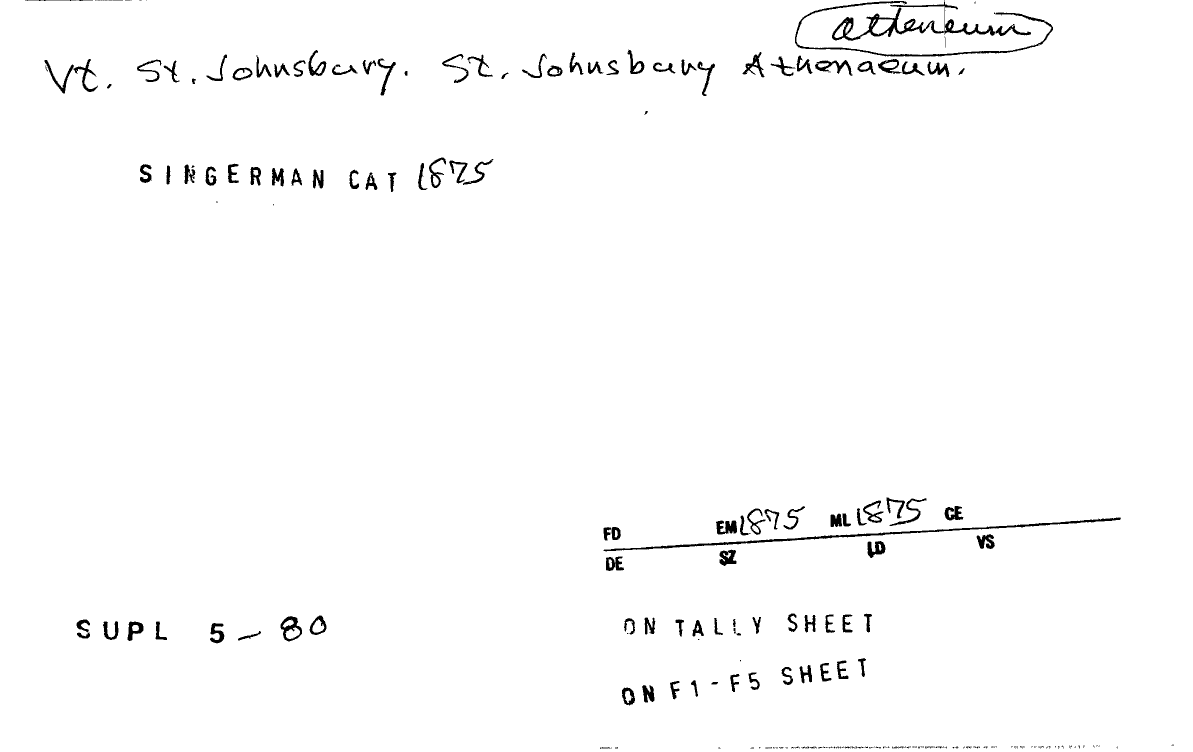 atheneum
Vt. St. Johnsbury. St. Johnsbury Athenaeum.
SINGERMAN CAT 1875
FD EM 1875 ML 1875 CE
DE SZ LD VS
SUPL 5-80
ON TALLY SHEET
ON F1-F5 SHEET